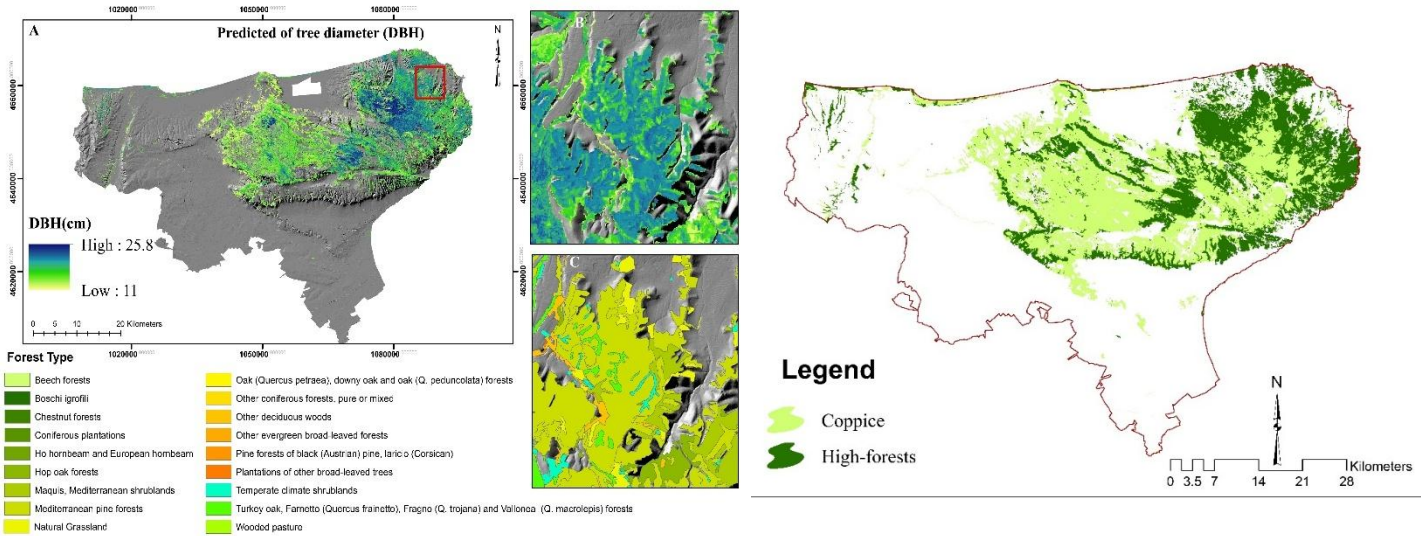 1020000 1050000 1080000
A
Predicted of tree diameter (DBH)
N
4660000
4640000
4620000
DBH(cm)
High : 25.8
Low : 11
0 5 10 20 Kilometers
1020000 1050000 1080000
4660000
4640000
4620000
B
C
Forest Type
Beech forests
Boschi igrofili
Chestnut forests
Coniferous plantations
Ho hornbeam and European hornbeam
Hop oak forests
Maquis, Mediterranean shrublands
Mediterranean pine forests
Natural Grassland
Oak (Quercus petraea), downy oak and oak (Q. peduncolata) forests
Other coniferous forests, pure or mixed
Other deciduous woods
Other evergreen broad-leaved forests
Pine forests of black (Austrian) pine, laricio (Corsican)
Plantations of other broad-leaved trees
Temperate climate shrublands
Turkey oak, Farnetto (Quercus frainetto), Fragno (Q. trojana) and Vallonea (Q. macrolepis) forests
Wooded pasture
Legend
Coppice
High-forests
N
Kilometers
0 3.5 7 14 21 28